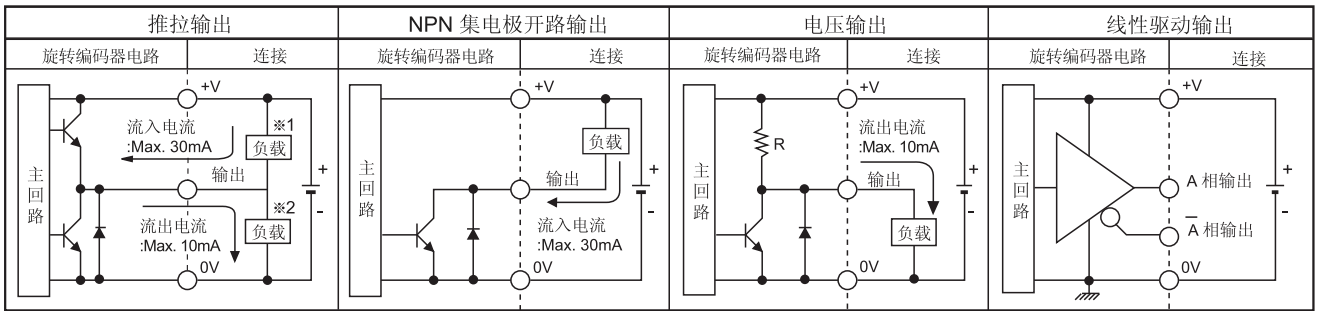 推拉输出
旋转编码器电路
连接
主回路
+V
流入电流
:Max. 30mA
※1
负载
输出
+
-
※2
流出电流
:Max. 10mA
负载
0V
NPN 集电极开路输出
旋转编码器电路
连接
主回路
+V
负载
输出
+
-
流入电流
:Max. 30mA
0V
电压输出
旋转编码器电路
连接
主回路
+V
R
流出电流
:Max. 10mA
输出
+
-
负载
0V
线性驱动输出
旋转编码器电路
连接
主回路
+V
A 相输出
+
-
A̅ 相输出
0V